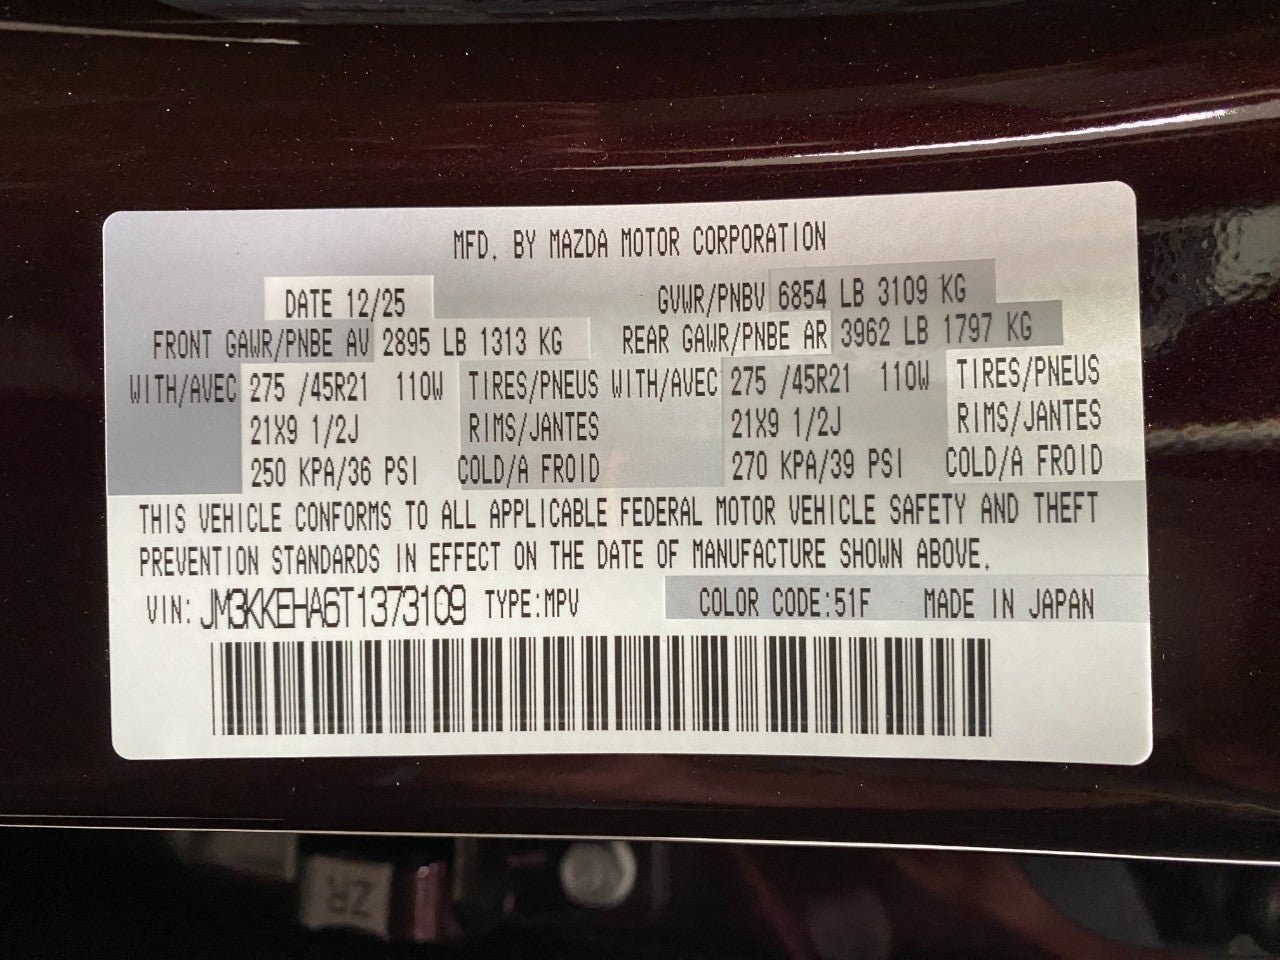 MFD. BY MAZDA MOTOR CORPORATION
DATE 12/25 GVWR/PNBV 6854 LB 3109 KG
FRONT GAWR/PNBE AV 2895 LB 1313 KG REAR GAWR/PNBE AR 3962 LB 1797 KG
WITH/AVEC 275 /45R21 110W TIRES/PNEUS WITH/AVEC 275 /45R21 110W TIRES/PNEUS
21X9 1/2J RIMS/JANTES 21X9 1/2J RIMS/JANTES
250 KPA/36 PSI COLD/A FROID 270 KPA/39 PSI COLD/A FROID
THIS VEHICLE CONFORMS TO ALL APPLICABLE FEDERAL MOTOR VEHICLE SAFETY AND THEFT
PREVENTION STANDARDS IN EFFECT ON THE DATE OF MANUFACTURE SHOWN ABOVE.
VIN: JM3KKEHA6T1373109 TYPE:MPV COLOR CODE:51F MADE IN JAPAN
ZR